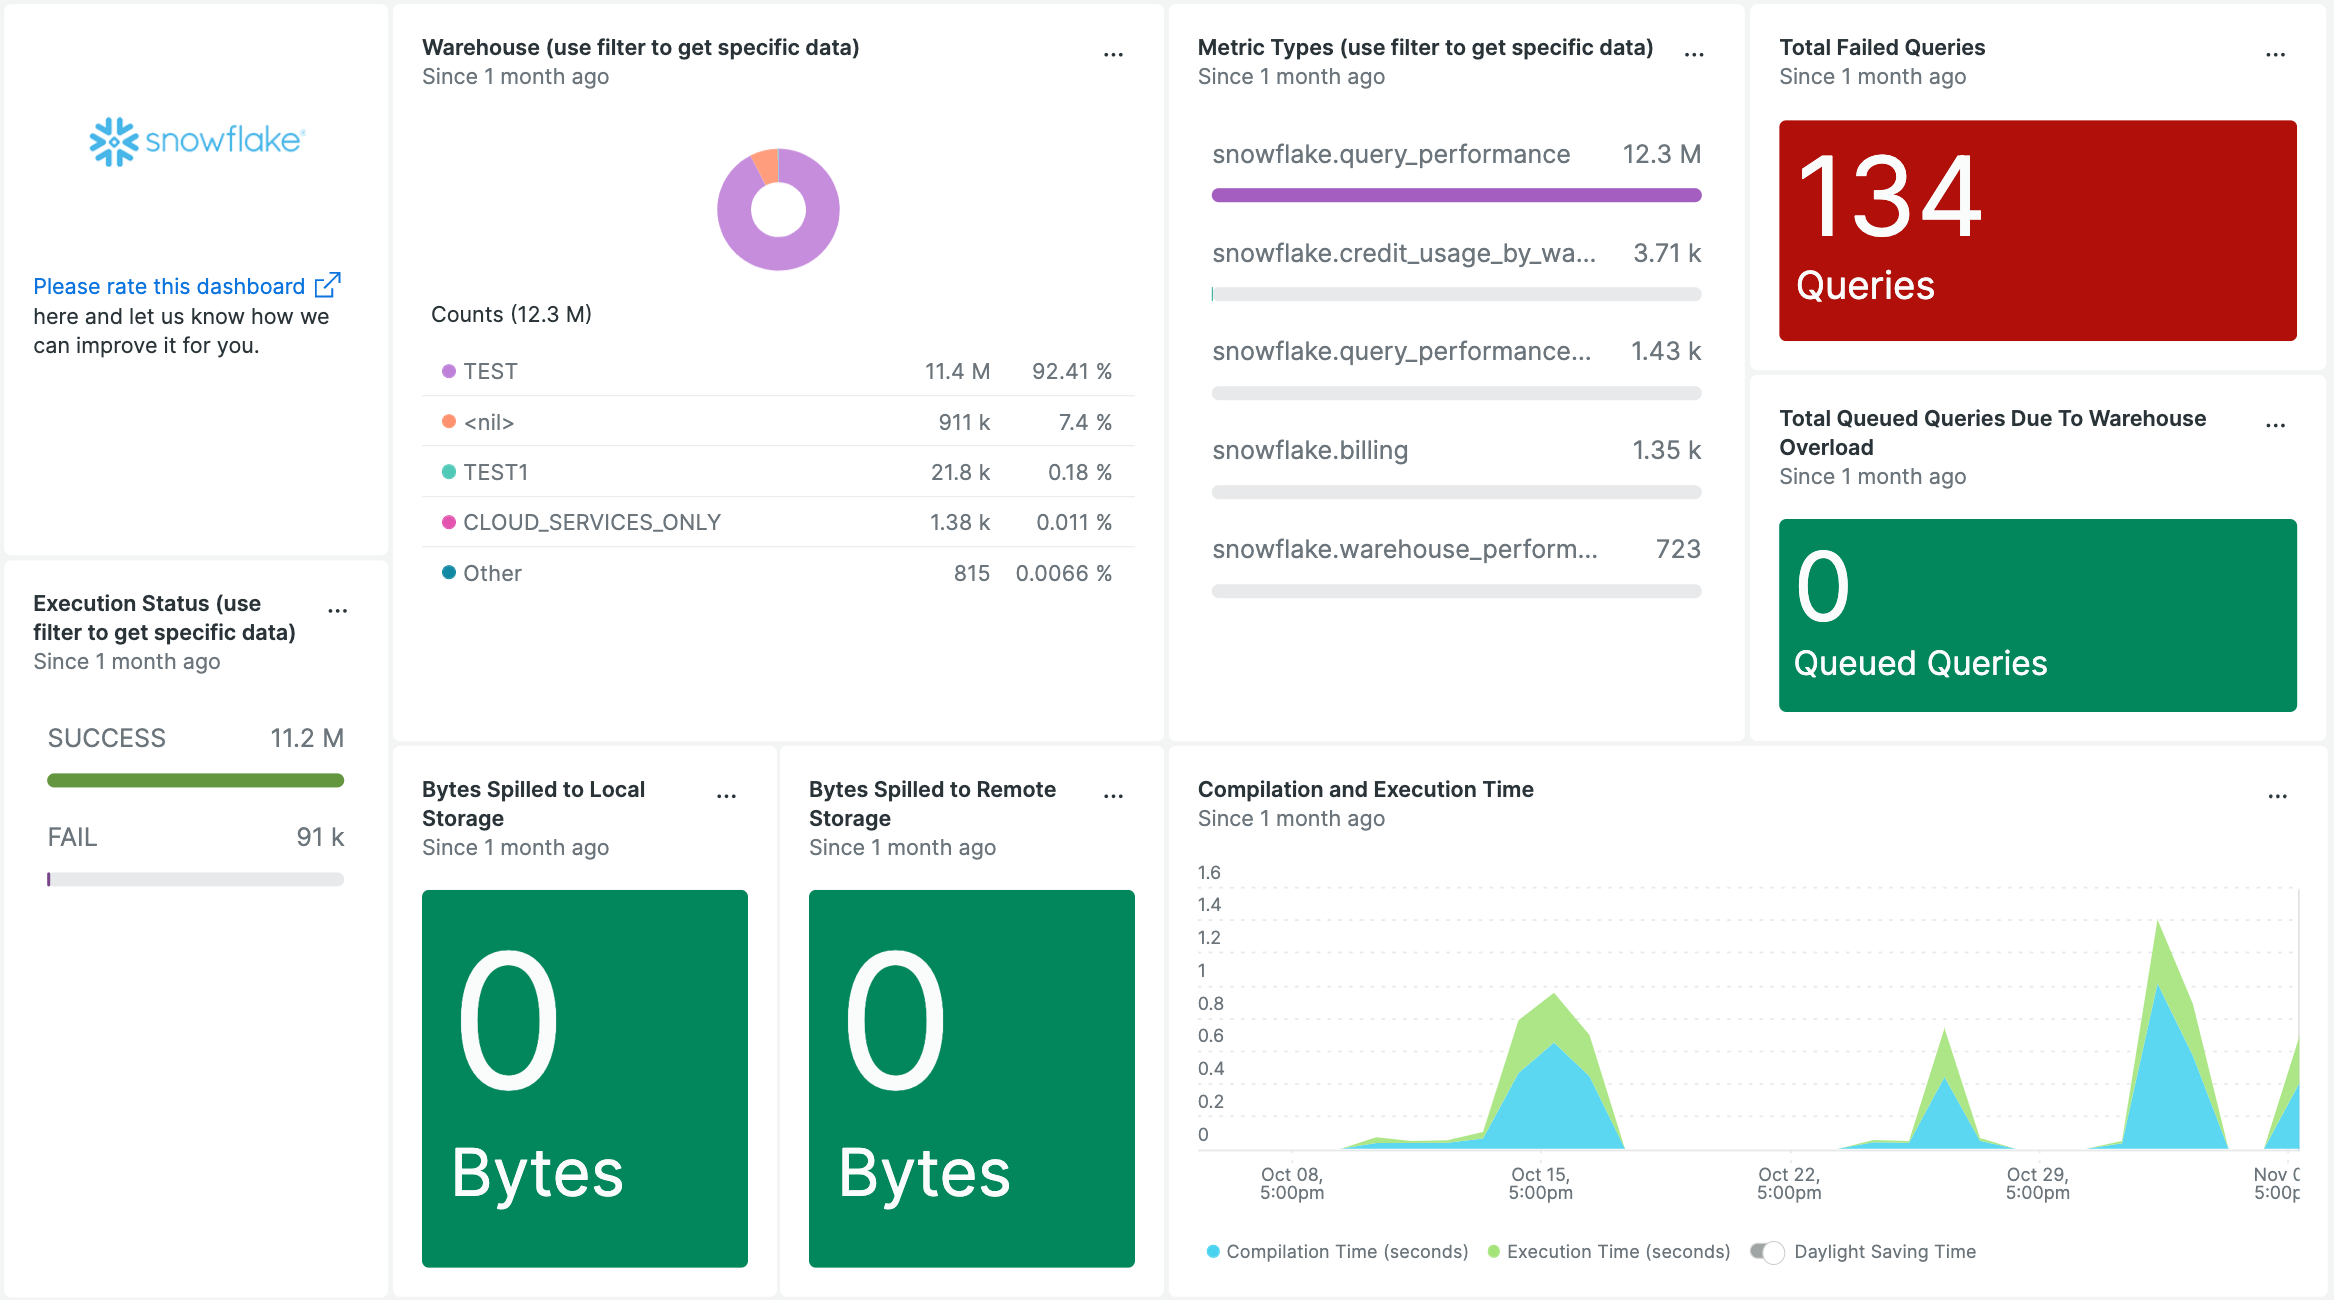 snowflake®
Please rate this dashboard
here and let us know how we
can improve it for you.
Execution Status (use
filter to get specific data)
...
Since 1 month ago
SUCCESS 11.2 M
FAIL 91 k
Warehouse (use filter to get specific data)
...
Since 1 month ago
Counts (12.3 M)
TEST 11.4 M 92.41 %
<nil> 911 k 7.4 %
TEST1 21.8 k 0.18 %
CLOUD_SERVICES_ONLY 1.38 k 0.011 %
Other 815 0.0066 %
Metric Types (use filter to get specific data)
...
Since 1 month ago
snowflake.query_performance 12.3 M
snowflake.credit_usage_by_wa... 3.71 k
snowflake.query_performance... 1.43 k
snowflake.billing 1.35 k
snowflake.warehouse_perform... 723
Total Failed Queries
...
Since 1 month ago
134
Queries
Total Queued Queries Due To Warehouse
Overload
...
Since 1 month ago
0
Queued Queries
Bytes Spilled to Local
Storage
...
Since 1 month ago
0
Bytes
Bytes Spilled to Remote
Storage
...
Since 1 month ago
0
Bytes
Compilation and Execution Time
...
Since 1 month ago
1.6
1.4
1.2
1
0.8
0.6
0.4
0.2
0
Oct 08,
5:00pm
Oct 15,
5:00pm
Oct 22,
5:00pm
Oct 29,
5:00pm
Nov
5:00p
Compilation Time (seconds) Execution Time (seconds) Daylight Saving Time